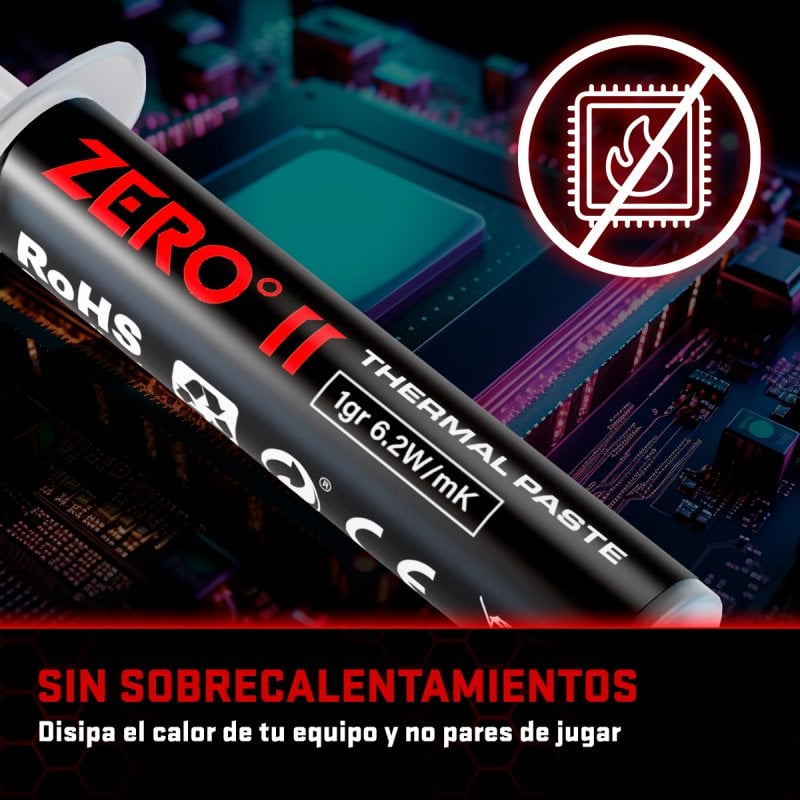 ZERO° II
THERMAL PASTE
1gr 6.2W/mK
RoHS
®
CE
SIN SOBRECALENTAMIENTOS
Disipa el calor de tu equipo y no pares de jugar